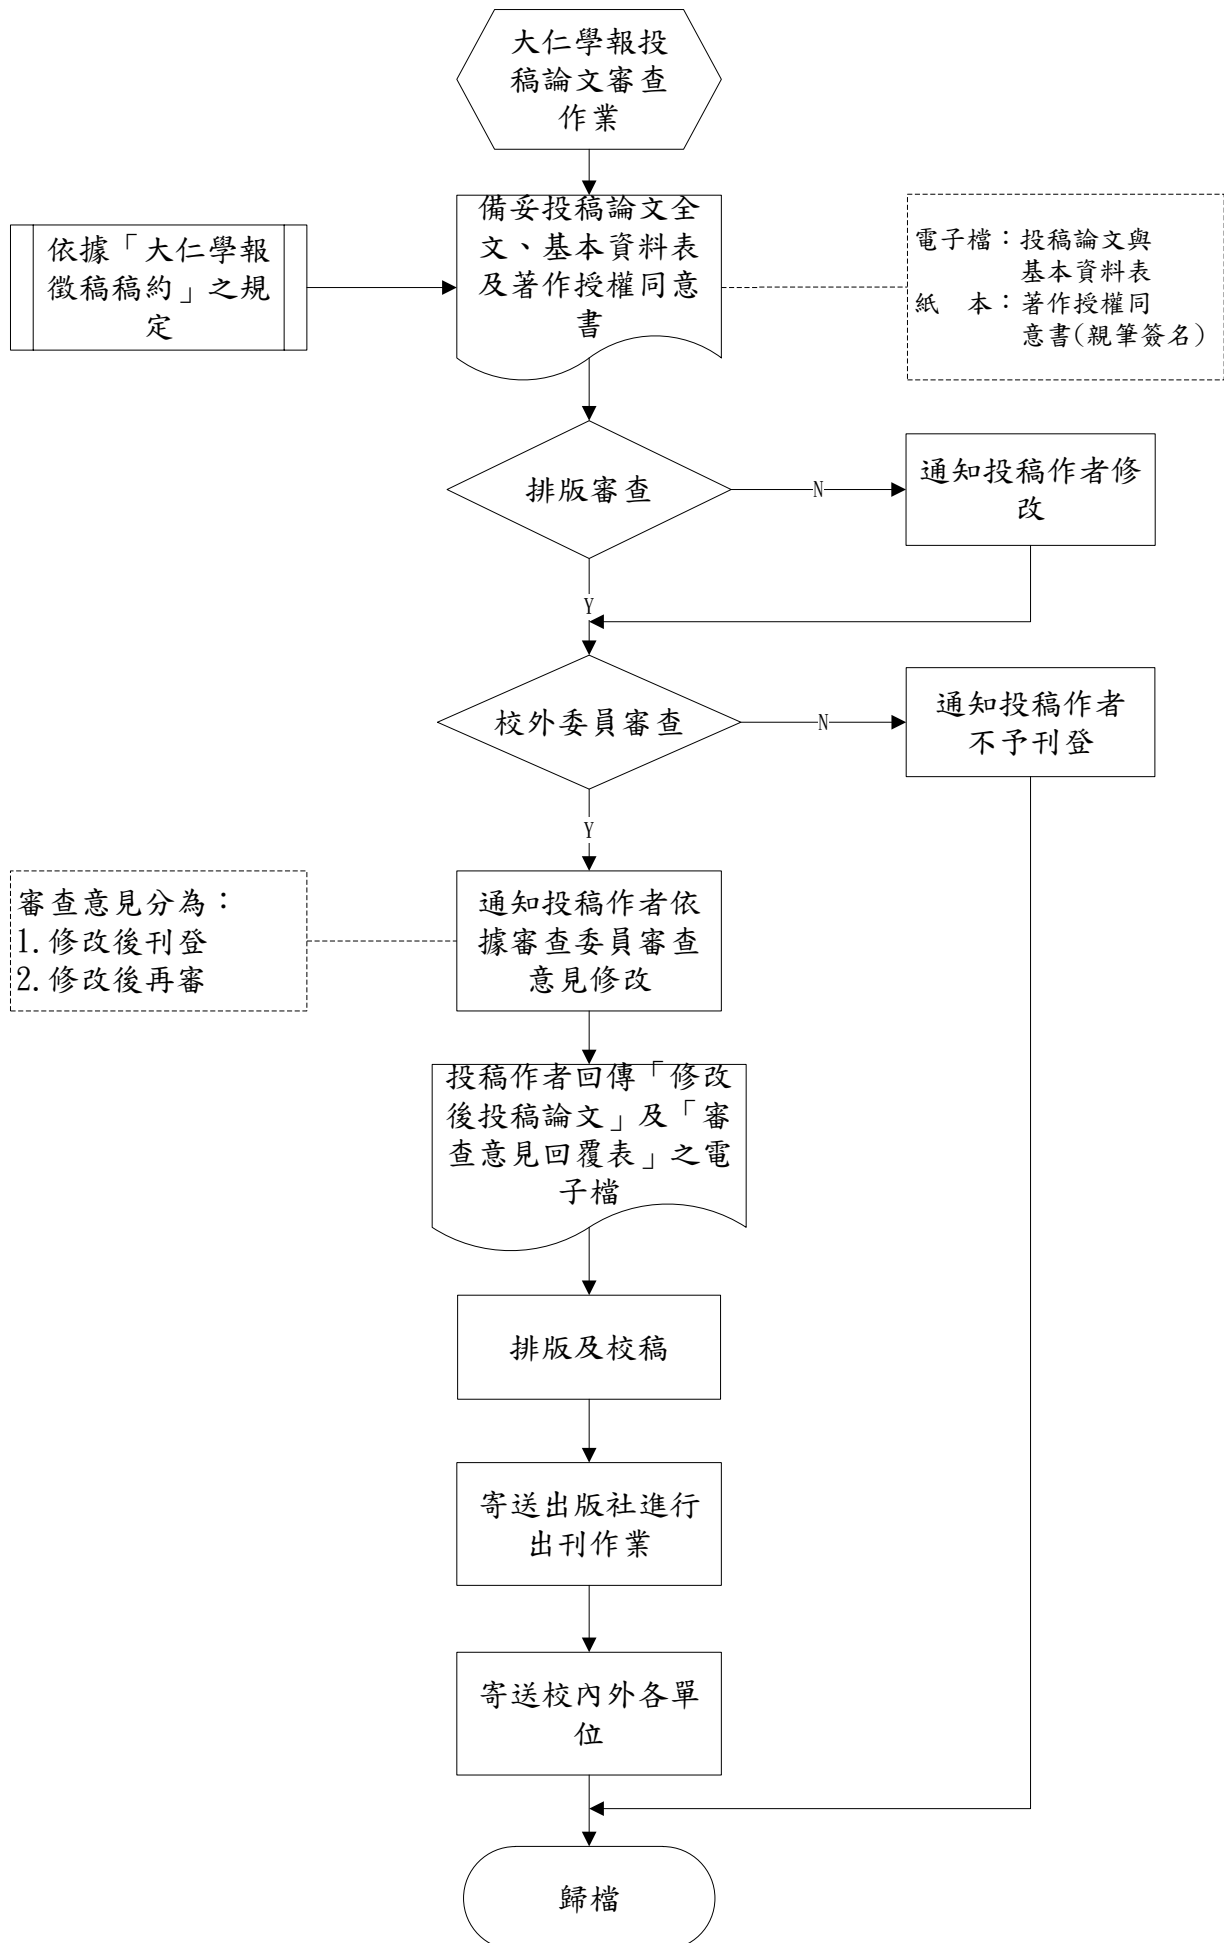 大仁學報投
稿論文審查
作業
備妥投稿論文全
文、基本資料表
及著作授權同意
書
依據「大仁學報
徵稿稿約」之規
定
電子檔：投稿論文與
基本資料表
紙　本：著作授權同
意書(親筆簽名)
排版審查
N
通知投稿作者修
改
Y
校外委員審查
N
通知投稿作者
不予刊登
Y
審查意見分為：
1.修改後刊登
2.修改後再審
通知投稿作者依
據審查委員審查
意見修改
投稿作者回傳「修改
後投稿論文」及「審
查意見回覆表」之電
子檔
排版及校稿
寄送出版社進行
出刊作業
寄送校內外各單
位
歸檔